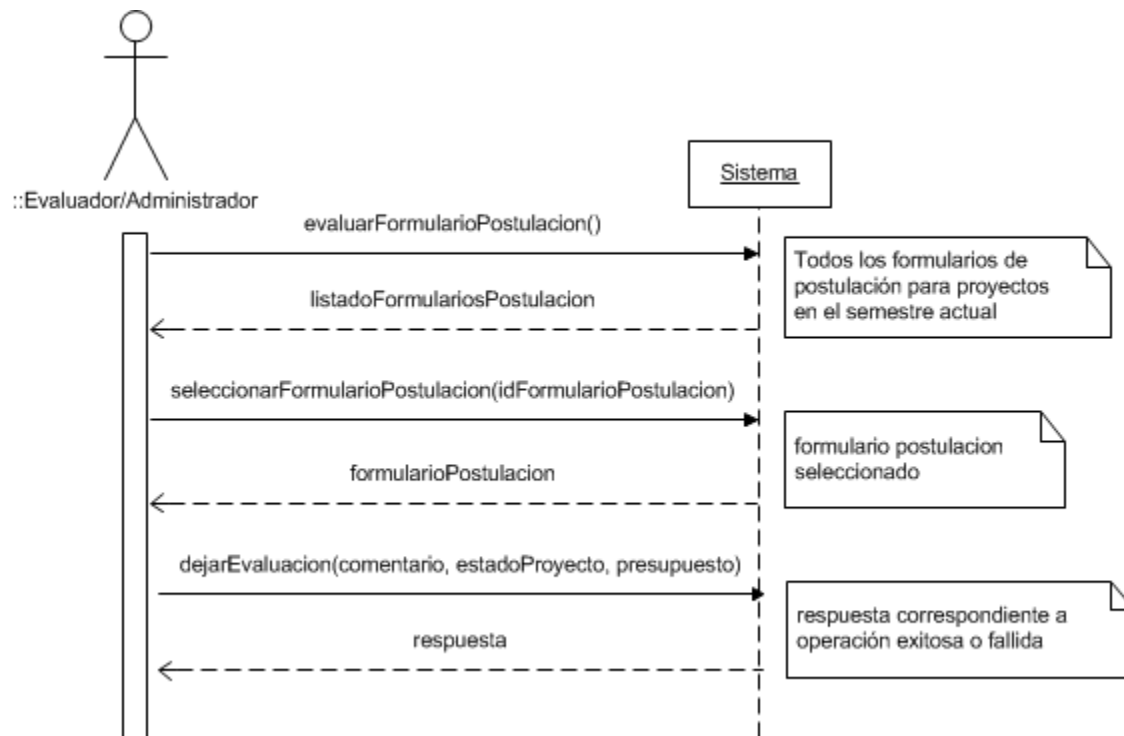 Sistema
::Evaluador/Administrador
evaluarFormularioPostulacion()
Todos los formularios de
postulación para proyectos
en el semestre actual
listadoFormulariosPostulacion
seleccionarFormularioPostulacion(idFormularioPostulacion)
formulario postulacion
seleccionado
formularioPostulacion
dejarEvaluacion(comentario, estadoProyecto, presupuesto)
respuesta correspondiente a
operación exitosa o fallida
respuesta